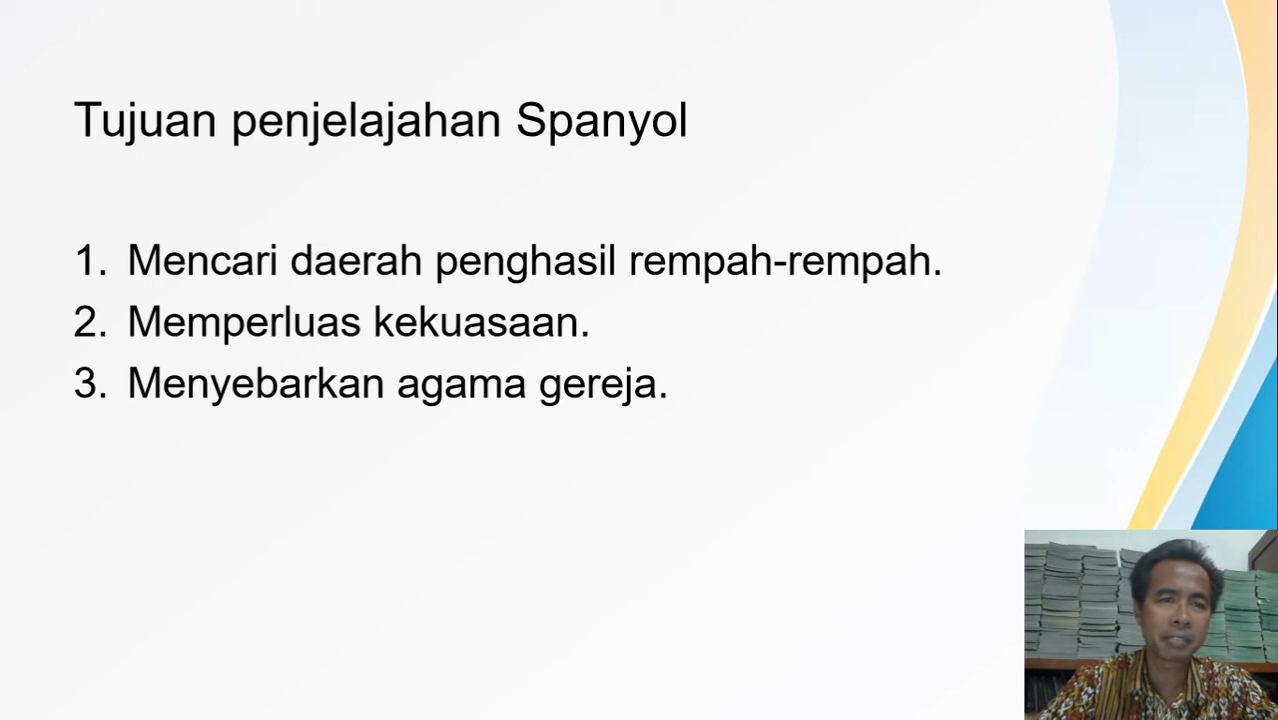 Tujuan penjelajahan Spanyol
1. Mencari daerah penghasil rempah-rempah.
2. Memperluas kekuasaan.
3. Menyebarkan agama gereja.